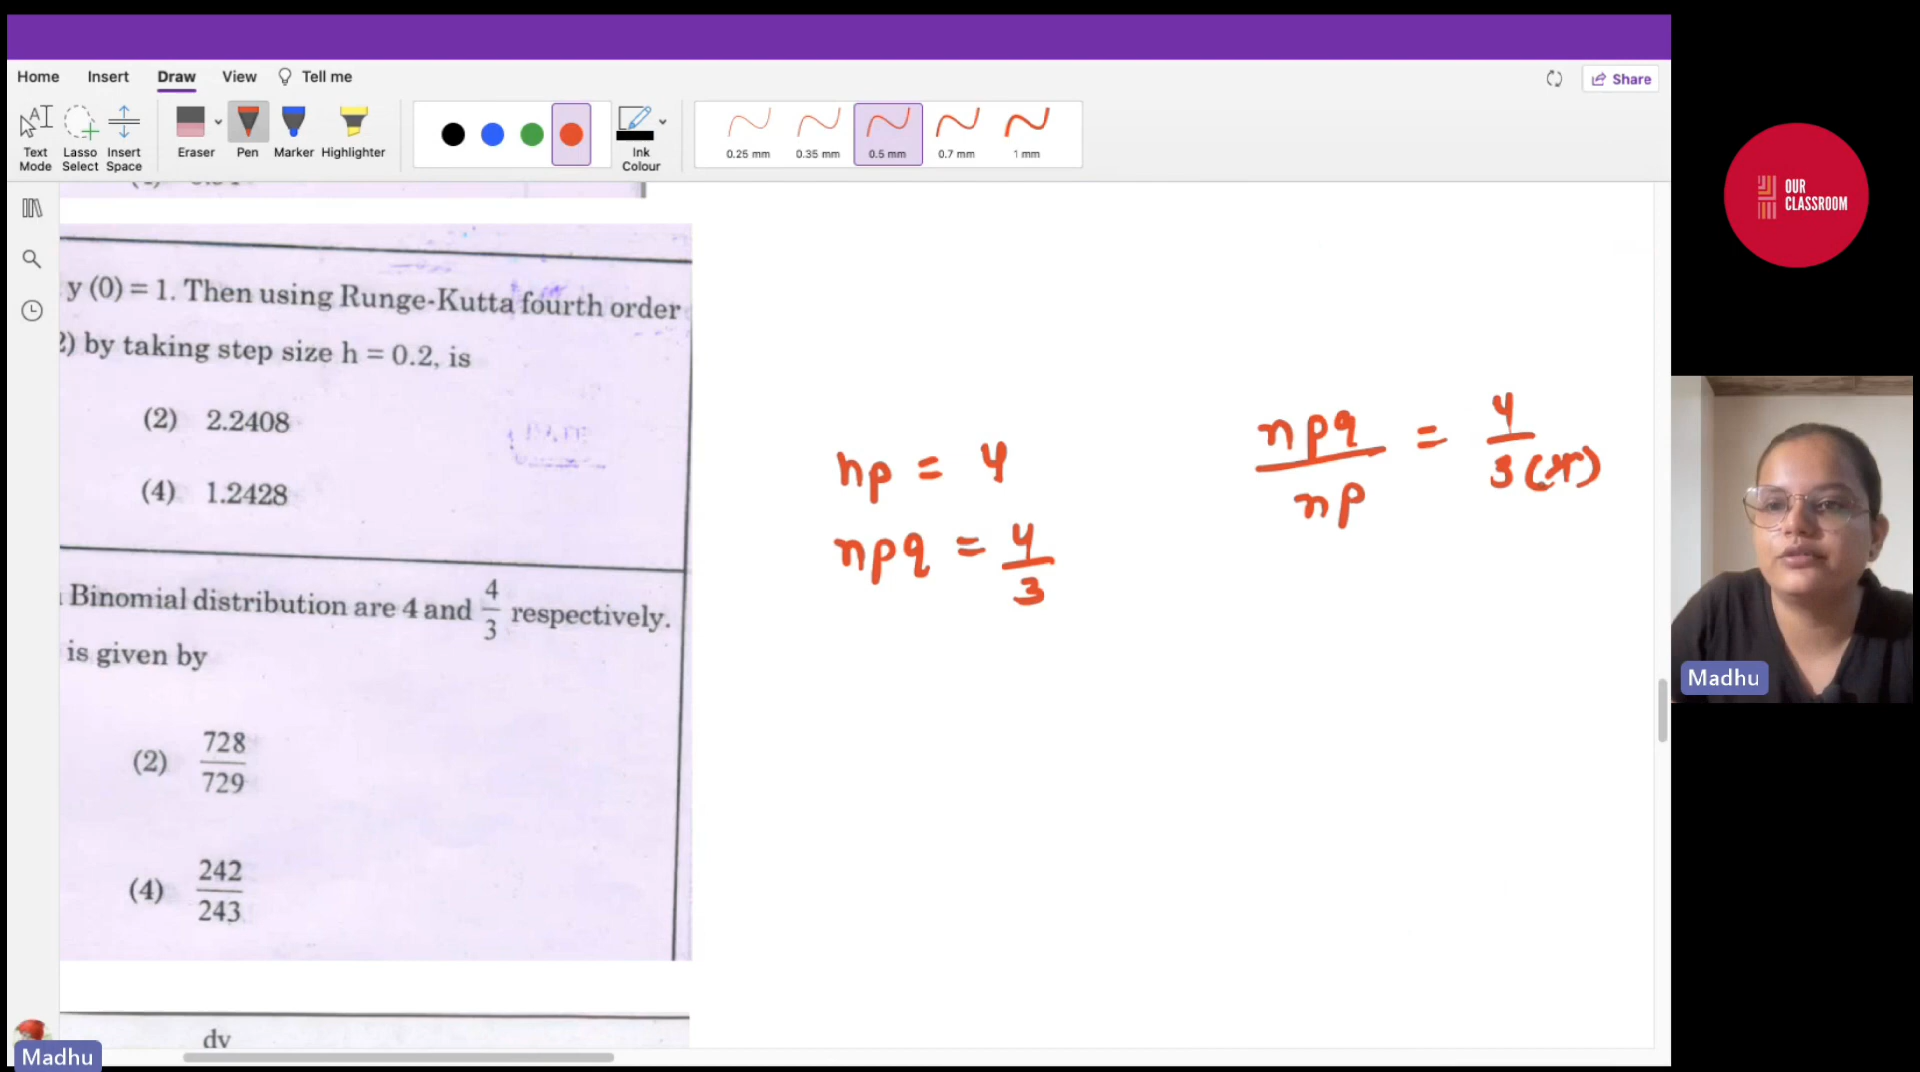 Home Insert Draw View Tell me
Share
Text Mode
Lasso Select
Insert Space
Eraser
Pen
Marker
Highlighter
Ink Colour
0.25 mm
0.35 mm
0.5 mm
0.7 mm
1 mm
OUR CLASSROOM
y (0) = 1. Then using Runge-Kutta fourth order
2) by taking step size h = 0.2, is
(2) 2.2408
(4) 1.2428
Binomial distribution are 4 and 4/3 respectively.
is given by
(2) 728/729
(4) 242/243
dv
np = 4
npq = 4/3
npq/np =
Madhu
Madhu